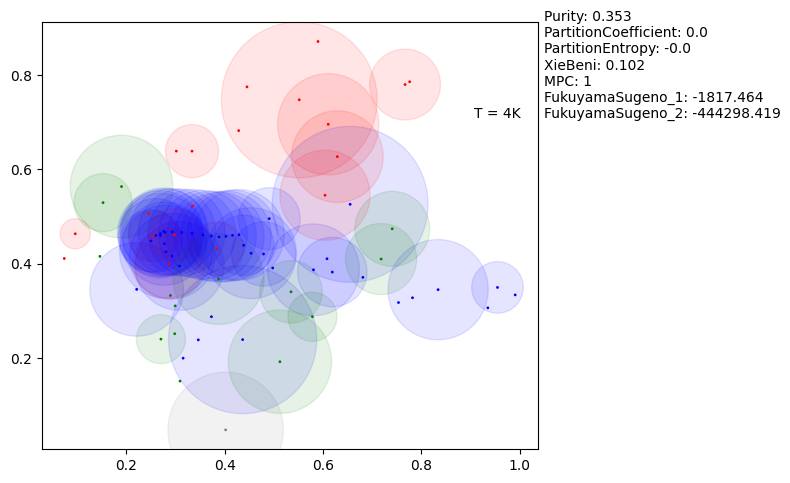 Purity: 0.353
PartitionCoefficient: 0.0
PartitionEntropy: -0.0
XieBeni: 0.102
MPC: 1
FukuyamaSugeno_1: -1817.464
FukuyamaSugeno_2: -444298.419
T = 4K
0.8
0.6
0.4
0.2
0.2 0.4 0.6 0.8 1.0